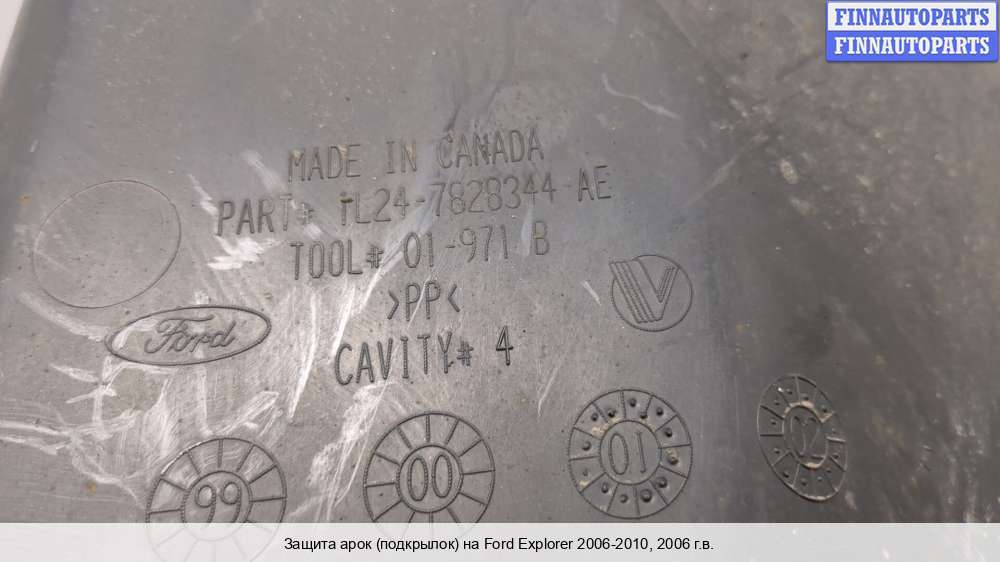 FINNAUTOPARTS
FINNAUTOPARTS
MADE IN CANADA
PART# 1L24-7828344-AE
TOOL# 01-971 B
>PP<
Ford
CAVITY# 4
99
00
01
02
Защита арок (подкрылок) на Ford Explorer 2006-2010, 2006 г.в.